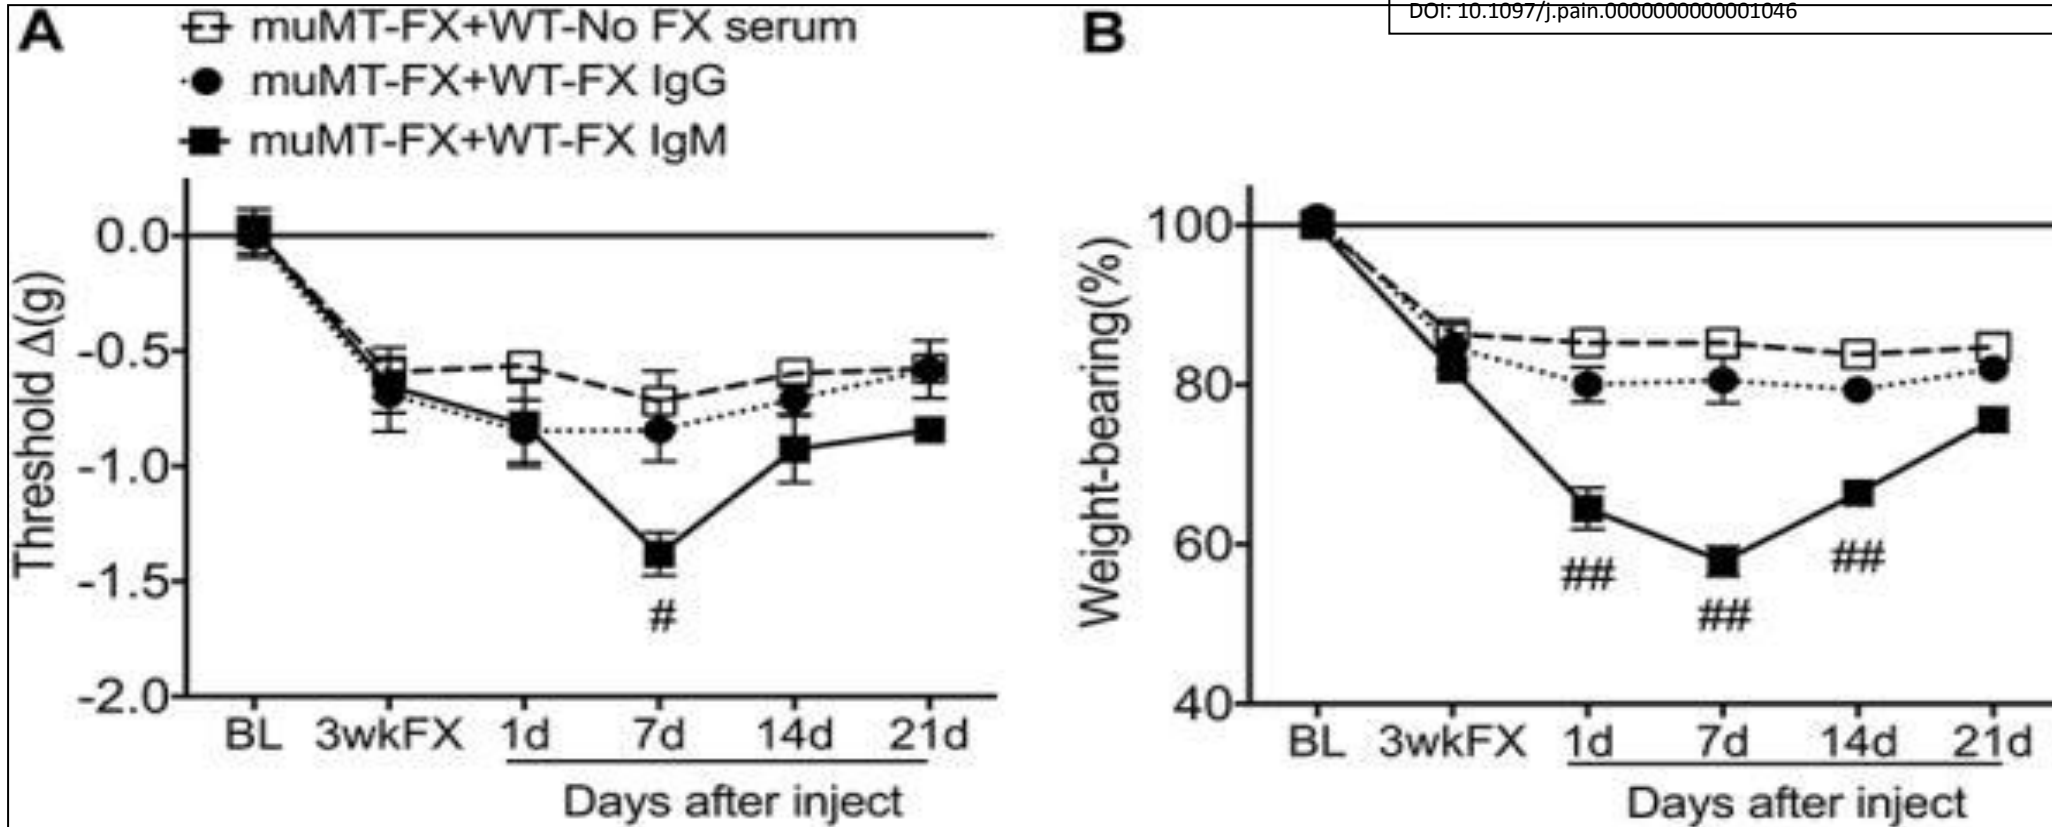 DOI: 10.1097/j.pain.0000000000001046
A
muMT-FX+WT-No FX serum
muMT-FX+WT-FX IgG
muMT-FX+WT-FX IgM
Threshold Δ(g)
0.0
-0.5
-1.0
-1.5
-2.0
#
BL 3wkFX 1d 7d 14d 21d
Days after inject
B
Weight-bearing(%)
100
80
60
40
##
##
##
BL 3wkFX 1d 7d 14d 21d
Days after inject